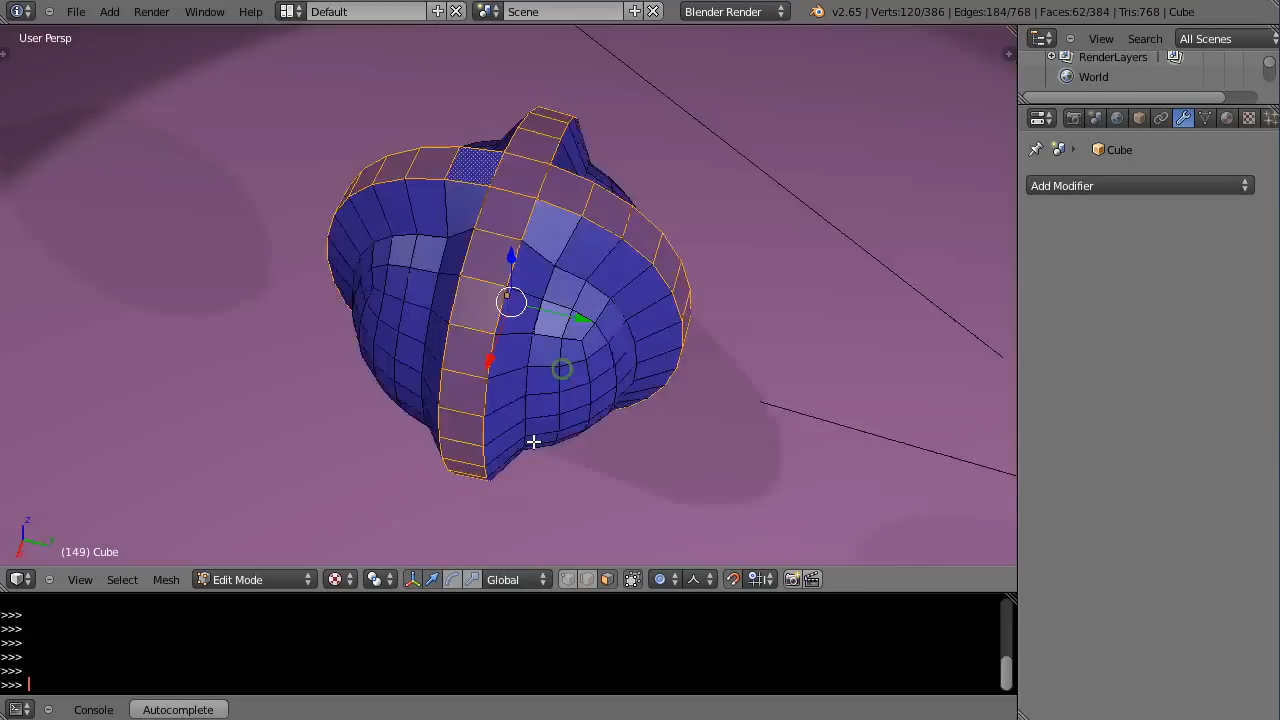 File Add Render Window Help Default Scene Blender Render v2.65 | Verts:120/386 | Edges:184/768 | Faces:62/384 | Tris:768 | Cube
User Persp
View Search All Scenes
RenderLayers |
World
Cube
Add Modifier
z
(149) Cube
View Select Mesh Edit Mode Global
>>>
>>>
>>>
>>>
>>>
>>>
Console Autocomplete